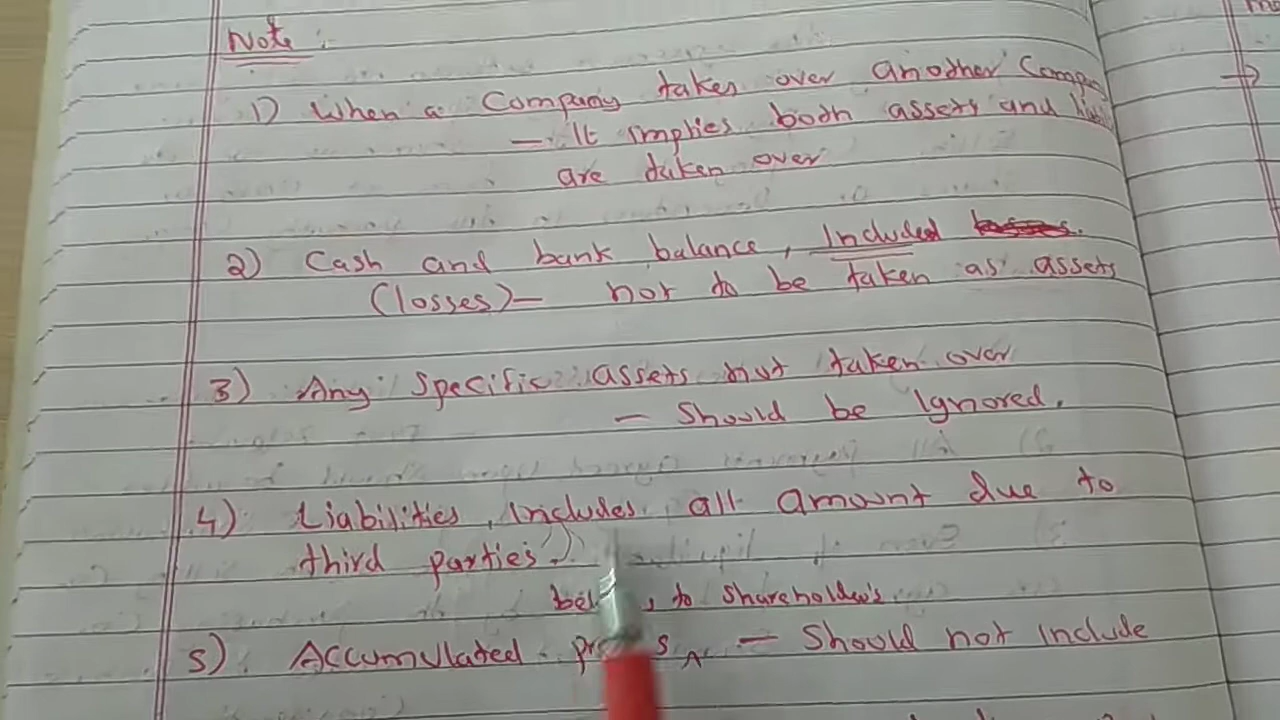 Note :
1) When a Company takes over another
– It implies both assets and
are taken over
2) Cash and bank balance, Included
(losses) – not to be taken as assets
3) Any Specific assets not taken over
– Should be Ignored.
4) Liabilities, Includes all amount due to
third parties.
to Shareholders
5) Accumulated – Should not Include